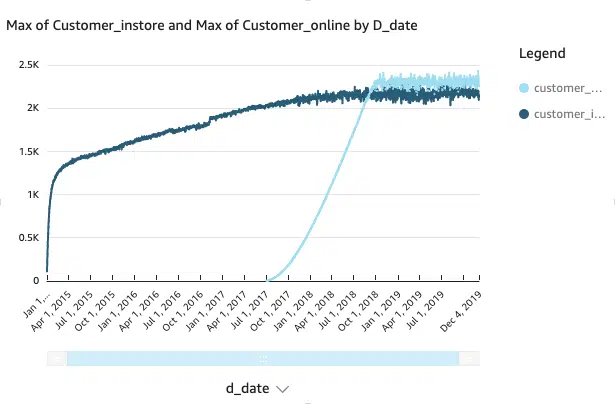 Max of Customer_instore and Max of Customer_online by D_date
Legend
customer_...
customer_i...
2.5K
2K
1.5K
1K
0.5K
0
Jan 1,...
Apr 1, 2015
Jul 1, 2015
Oct 1, 2015
Jan 1, 2016
Apr 1, 2016
Jul 1, 2016
Oct 1, 2016
Jan 1, 2017
Apr 1, 2017
Jul 1, 2017
Oct 1, 2017
Jan 1, 2018
Apr 1, 2018
Jul 1, 2018
Oct 1, 2018
Jan 1, 2019
Apr 1, 2019
Jul 1, 2019
Dec 4, 2019
d_date